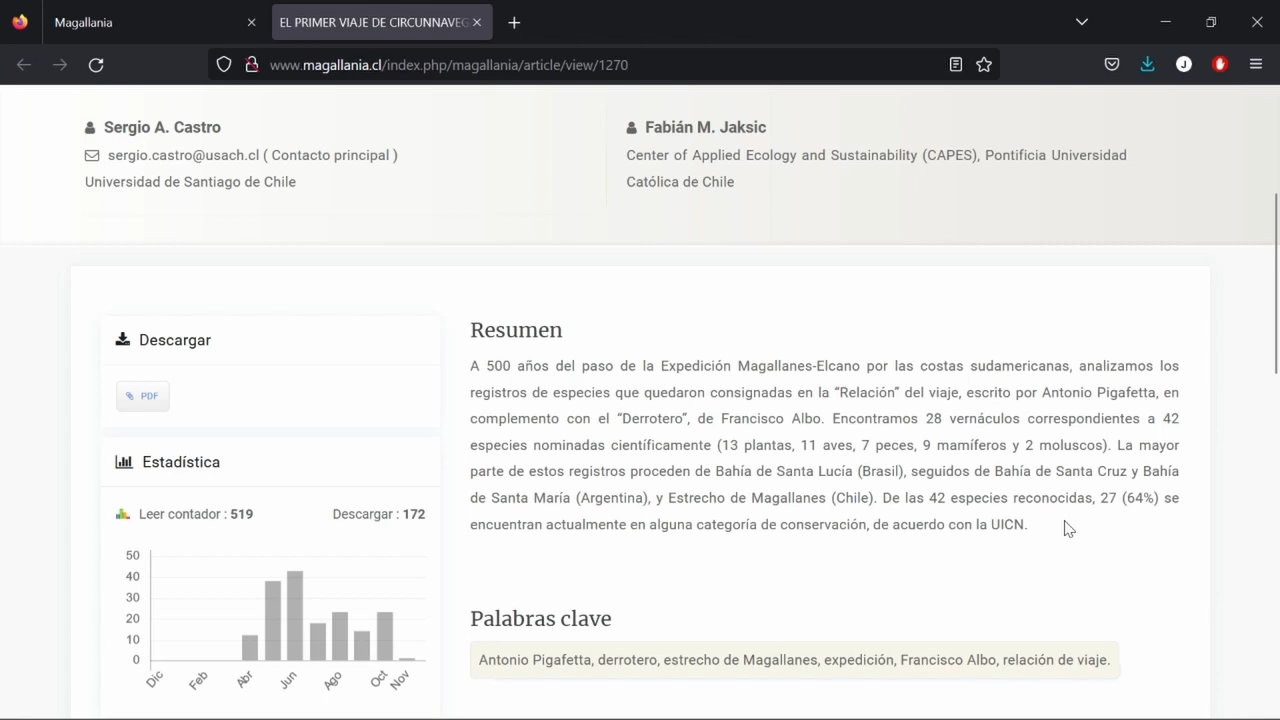 Magallania
EL PRIMER VIAJE DE CIRCUNNAVEG
www.magallania.cl/index.php/magallania/article/view/1270
J
Sergio A. Castro
sergio.castro@usach.cl ( Contacto principal )
Universidad de Santiago de Chile
Fabián M. Jaksic
Center of Applied Ecology and Sustainability (CAPES), Pontificia Universidad
Católica de Chile
Descargar
PDF
Estadística
Leer contador : 519 Descargar : 172
50
40
30
20
10
0
Dic Feb Abr Jun Ago Oct Nov
Resumen
A 500 años del paso de la Expedición Magallanes-Elcano por las costas sudamericanas, analizamos los
registros de especies que quedaron consignadas en la “Relación” del viaje, escrito por Antonio Pigafetta, en
complemento con el “Derrotero”, de Francisco Albo. Encontramos 28 vernáculos correspondientes a 42
especies nominadas científicamente (13 plantas, 11 aves, 7 peces, 9 mamíferos y 2 moluscos). La mayor
parte de estos registros proceden de Bahía de Santa Lucía (Brasil), seguidos de Bahía de Santa Cruz y Bahía
de Santa María (Argentina), y Estrecho de Magallanes (Chile). De las 42 especies reconocidas, 27 (64%) se
encuentran actualmente en alguna categoría de conservación, de acuerdo con la UICN.
Palabras clave
Antonio Pigafetta, derrotero, estrecho de Magallanes, expedición, Francisco Albo, relación de viaje.